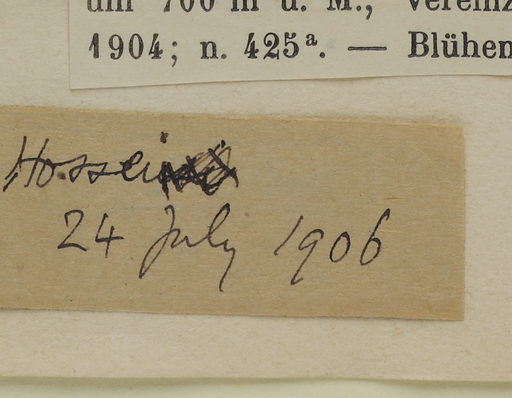 um 700 m ü. M., Vereinz
1904; n. 425ª. — Blühen
24 July 1906